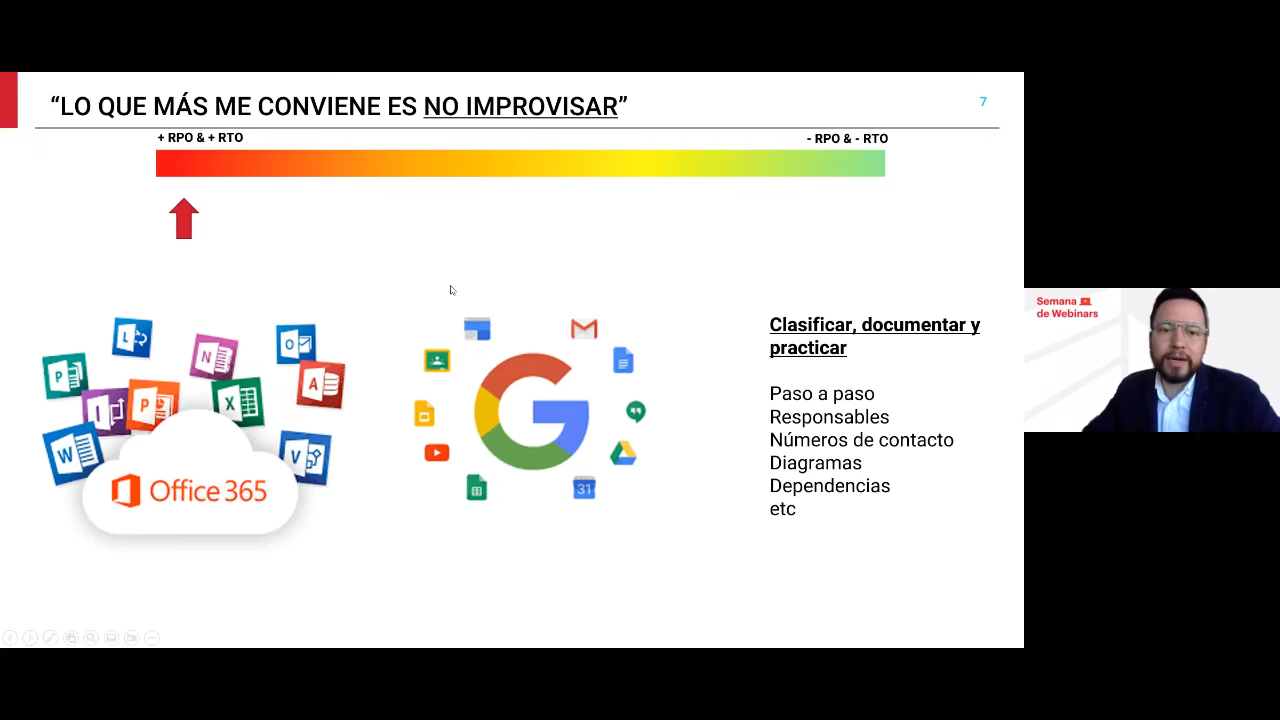 “LO QUE MÁS ME CONVIENE ES NO IMPROVISAR”
7
+ RPO & + RTO
- RPO & - RTO
Semana
de Webinars
Clasificar, documentar y
practicar
Paso a paso
Responsables
Números de contacto
Diagramas
Dependencias
etc
L
N
O
P
A
I
P
X
W
V
Office 365
G
31